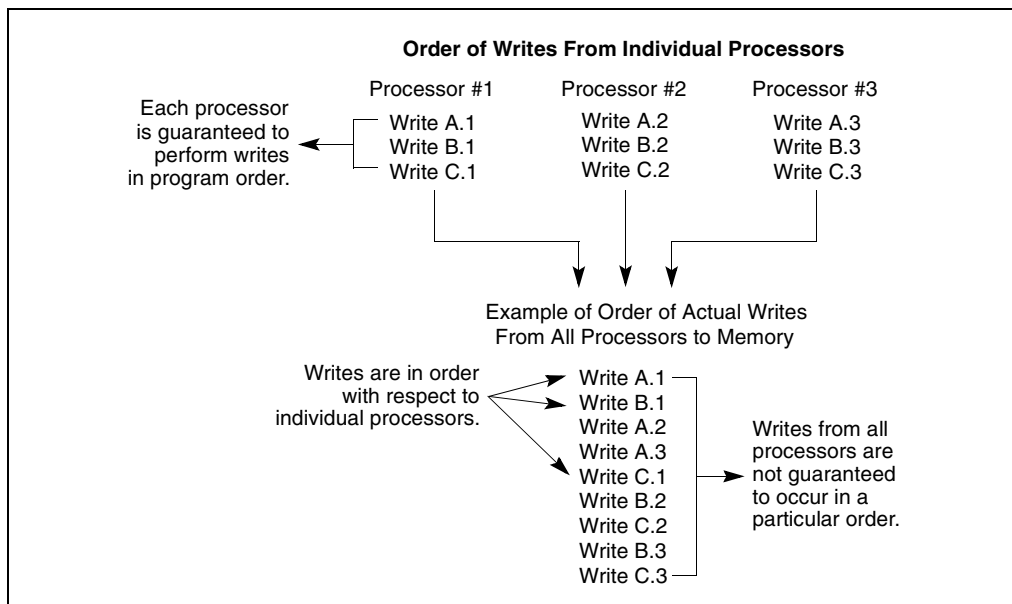 Order of Writes From Individual Processors
Processor #1
Processor #2
Processor #3
Each processor
is guaranteed to
perform writes
in program order.
Write A.1
Write B.1
Write C.1
Write A.2
Write B.2
Write C.2
Write A.3
Write B.3
Write C.3
Example of Order of Actual Writes
From All Processors to Memory
Writes are in order
with respect to
individual processors.
Write A.1
Write B.1
Write A.2
Write A.3
Write C.1
Write B.2
Write C.2
Write B.3
Write C.3
Writes from all
processors are
not guaranteed
to occur in a
particular order.